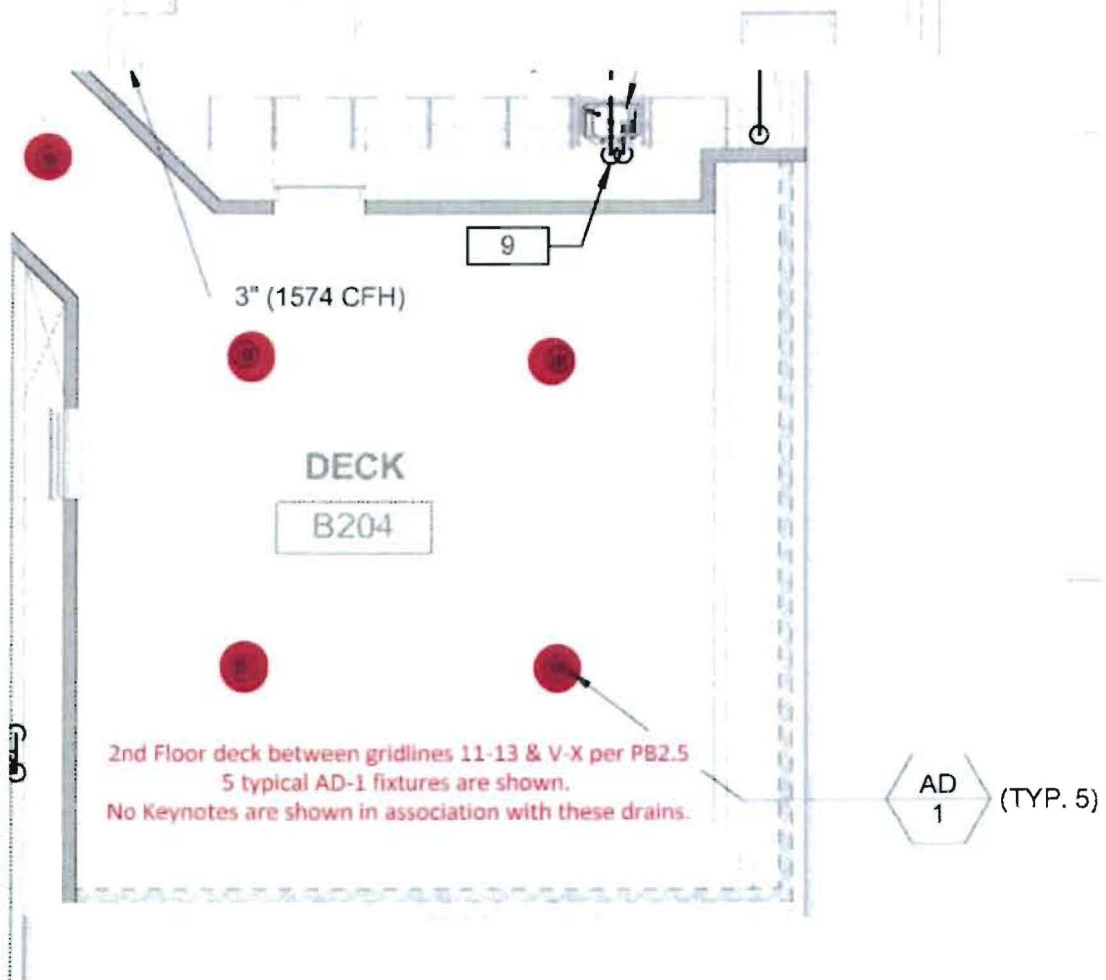 9
3" (1574 CFH)
DECK
B204
2nd Floor deck between gridlines 11-13 & V-X per PB2.5
5 typical AD-1 fixtures are shown.
No Keynotes are shown in association with these drains.
AD
1
(TYP. 5)